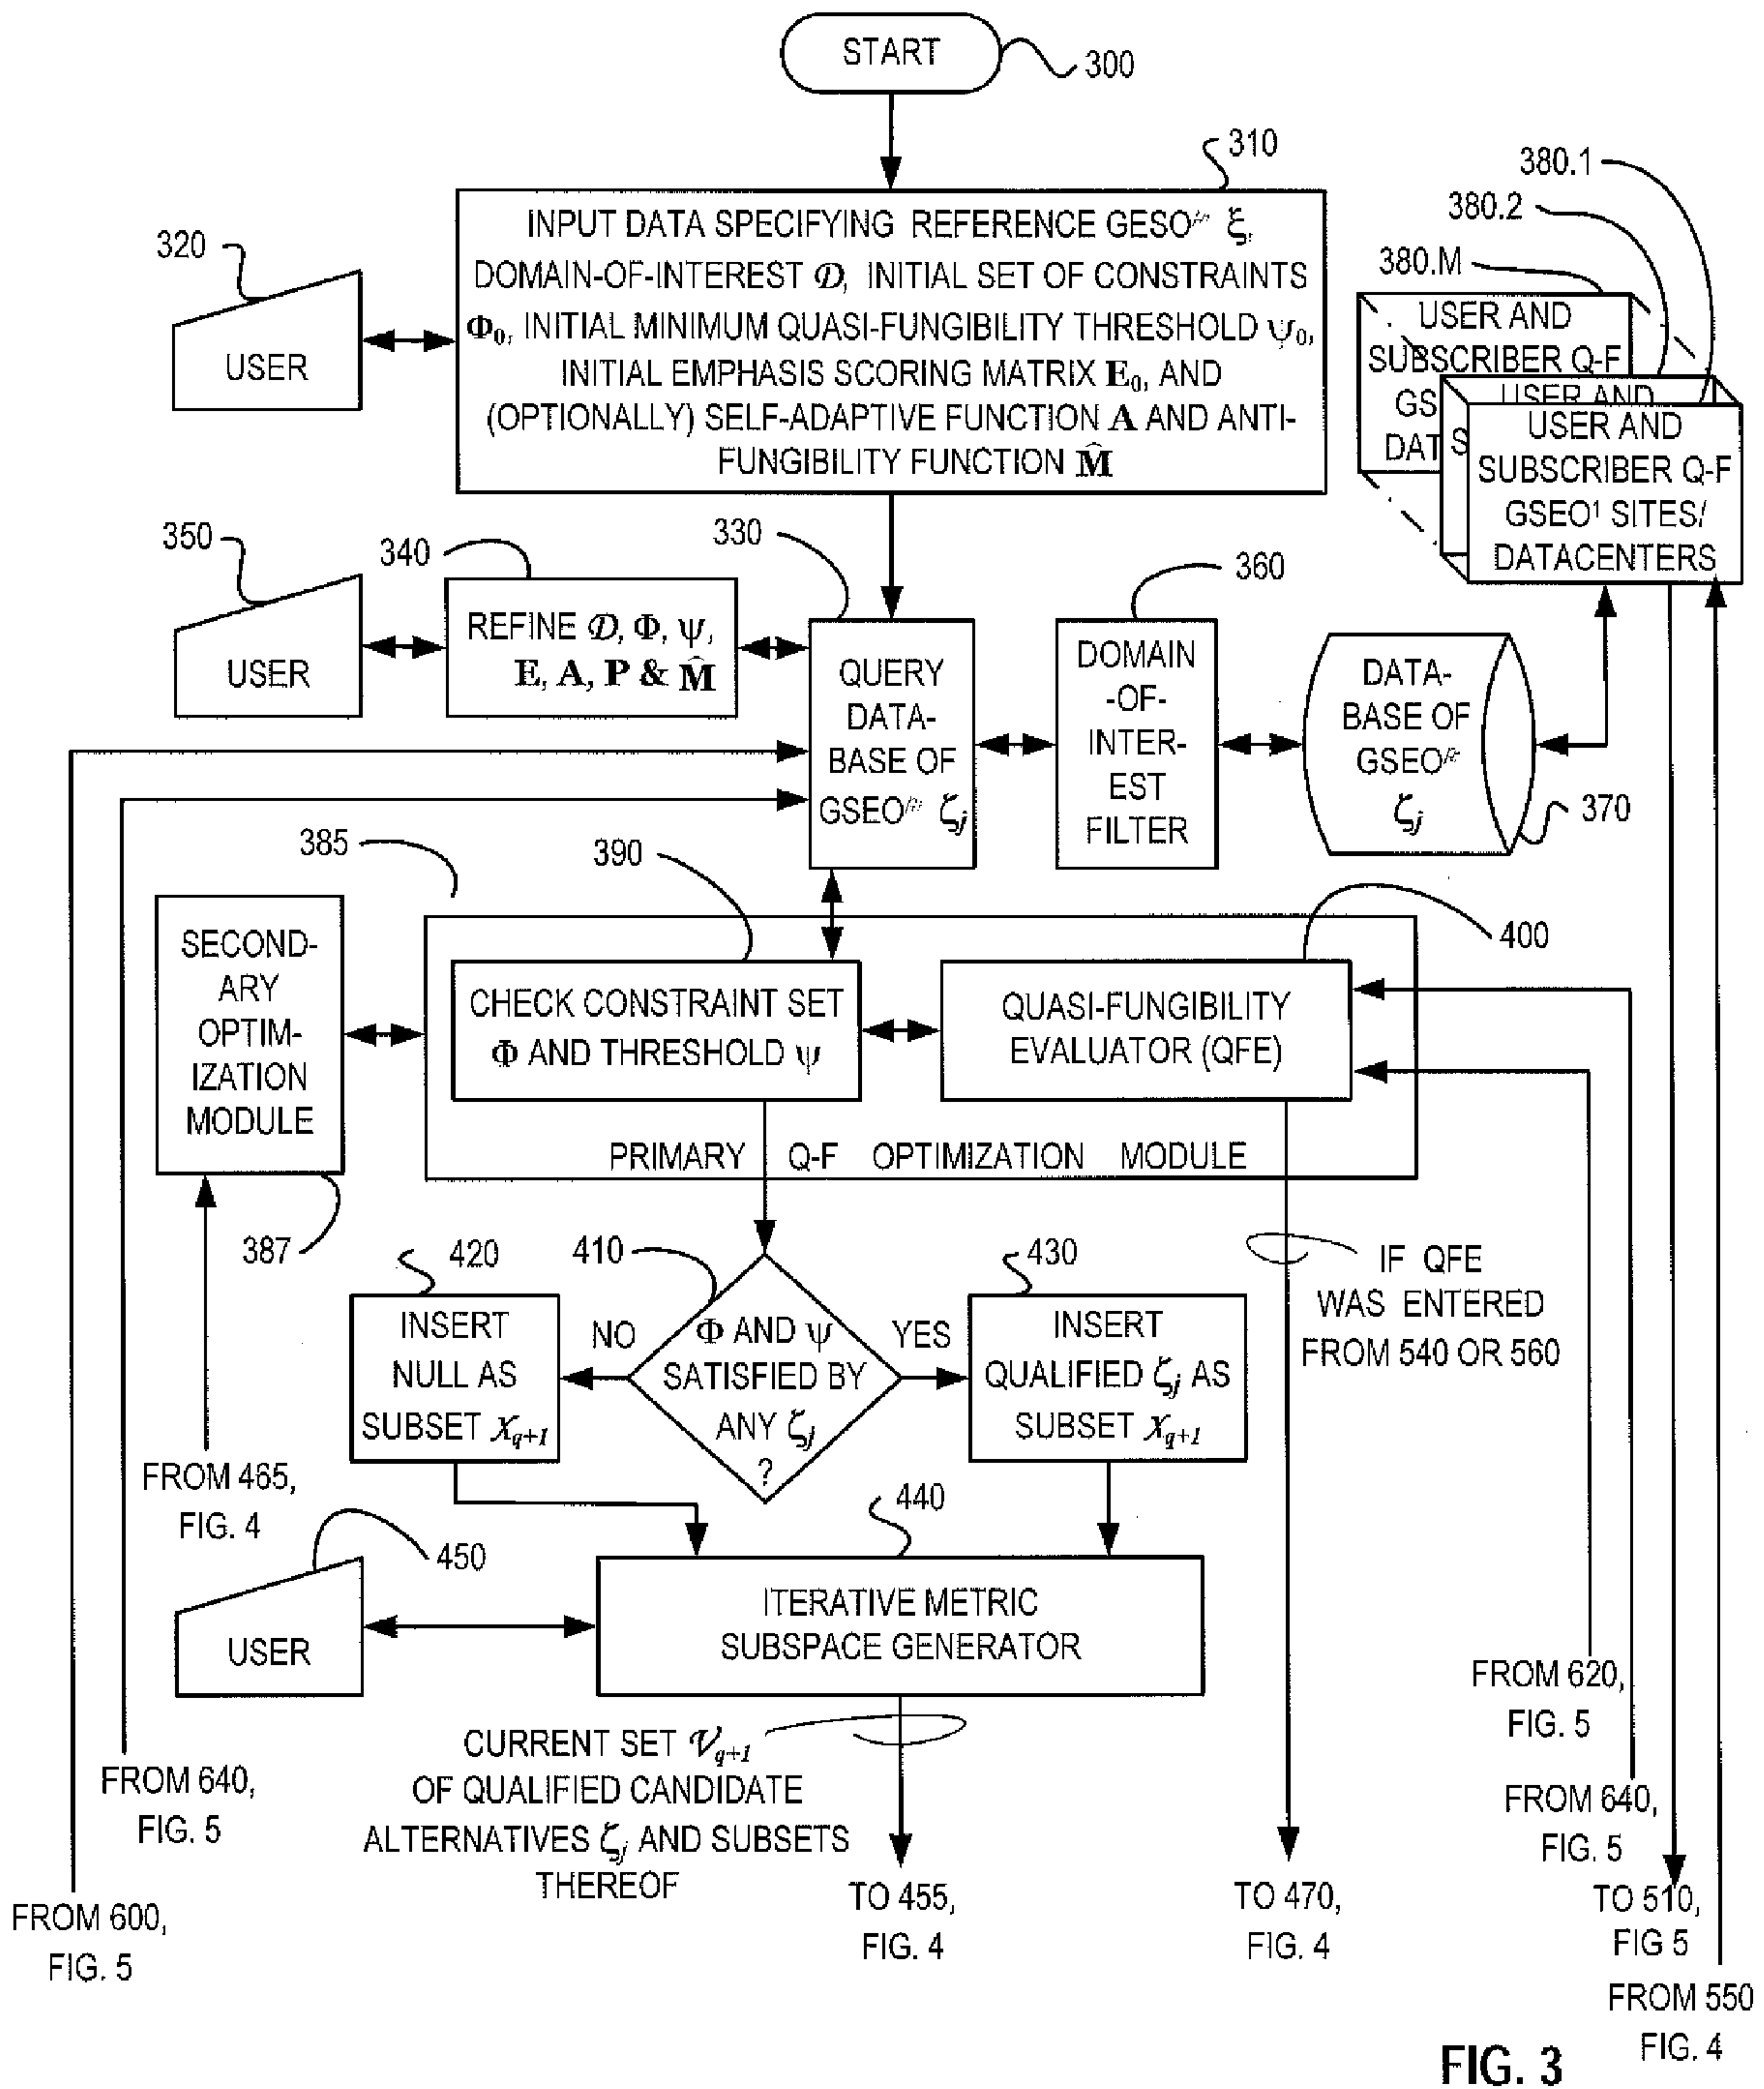 START
300
310
INPUT DATA SPECIFYING REFERENCE GESOᵐ ξ,
DOMAIN-OF-INTEREST 𝒟, INITIAL SET OF CONSTRAINTS
Φ₀, INITIAL MINIMUM QUASI-FUNGIBILITY THRESHOLD ψ₀,
INITIAL EMPHASIS SCORING MATRIX E₀, AND
(OPTIONALLY) SELF-ADAPTIVE FUNCTION A AND ANTI-
FUNGIBILITY FUNCTION M̂
320
USER
380.1
380.2
380.M
USER AND
SUBSCRIBER Q-F
GS
DAT
USER AND
S
USER AND
SUBSCRIBER Q-F
GSEO¹ SITES/
DATACENTERS
350
USER
340
REFINE 𝒟, Φ, ψ,
E, A, P & M̂
330
QUERY
DATA-
BASE OF
GSEOᵐ ζj
360
DOMAIN
-OF-
INTER-
EST
FILTER
DATA-
BASE OF
GSEOᵐ
ζj
370
385
390
400
SECOND-
ARY
OPTIM-
IZATION
MODULE
387
CHECK CONSTRAINT SET
Φ AND THRESHOLD ψ
QUASI-FUNGIBILITY
EVALUATOR (QFE)
PRIMARY Q-F OPTIMIZATION MODULE
420
410
430
INSERT
NULL AS
SUBSET χq+1
NO
Φ AND ψ
SATISFIED BY
ANY ζj
?
YES
INSERT
QUALIFIED ζj AS
SUBSET χq+1
IF QFE
WAS ENTERED
FROM 540 OR 560
FROM 465,
FIG. 4
440
450
USER
ITERATIVE METRIC
SUBSPACE GENERATOR
CURRENT SET 𝒱q+1
OF QUALIFIED CANDIDATE
ALTERNATIVES ζj AND SUBSETS
THEREOF
FROM 620,
FIG. 5
FROM 640,
FIG. 5
FROM 640,
FIG. 5
FROM 600,
FIG. 5
TO 455,
FIG. 4
TO 470,
FIG. 4
TO 510,
FIG 5
FROM 550
FIG. 4
FIG. 3